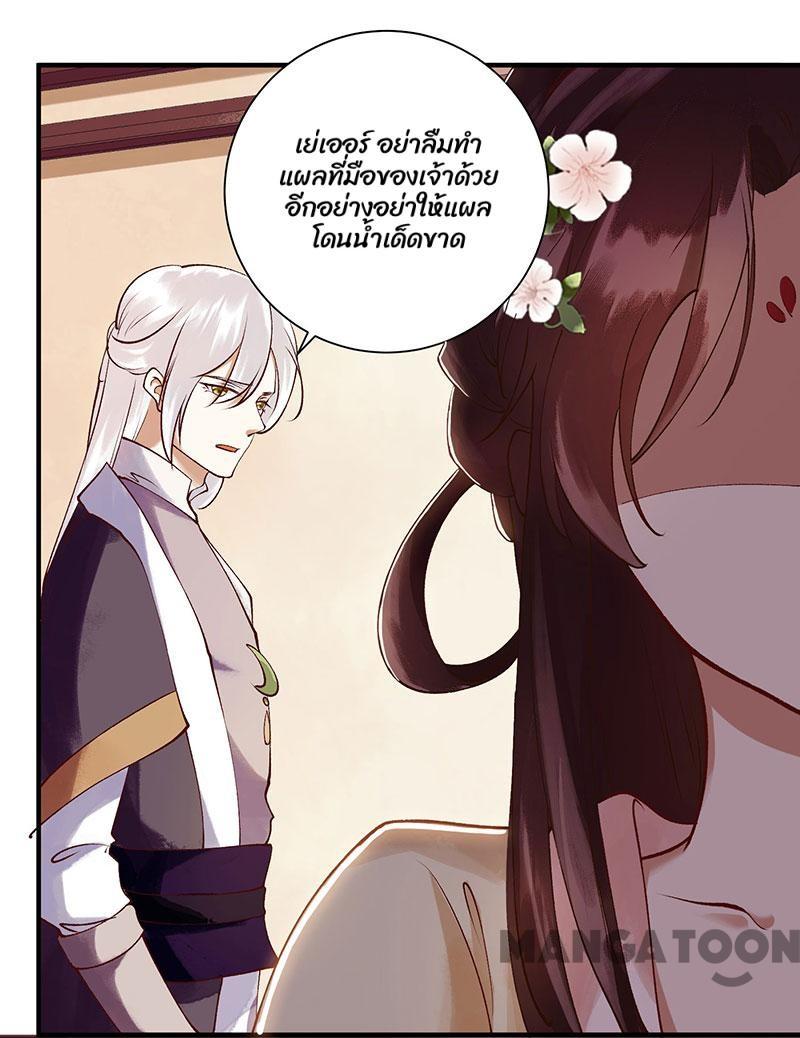 เย่เออร์ อย่าลืมทำ
แผลที่มือของเจ้าด้วย
อีกอย่างอย่าให้แผล
โดนน้ำเด็ดขาด
MANGATOON